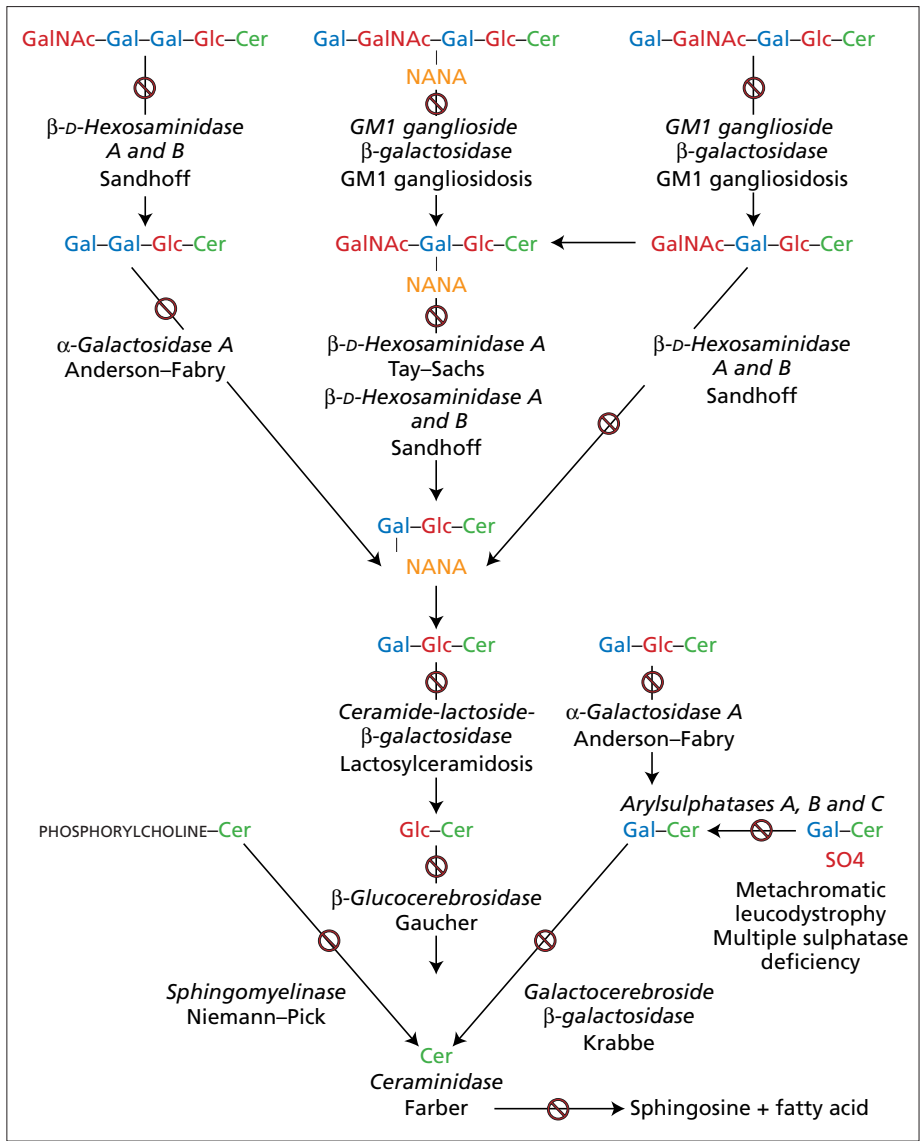 GalNAc–Gal–Gal–Glc–Cer
Gal–GalNAc–Gal–Glc–Cer
NANA
Gal–GalNAc–Gal–Glc–Cer
β-D-Hexosaminidase
A and B
Sandhoff
GM1 ganglioside
β-galactosidase
GM1 gangliosidosis
GM1 ganglioside
β-galactosidase
GM1 gangliosidosis
Gal–Gal–Glc–Cer
GalNAc–Gal–Glc–Cer
NANA
GalNAc–Gal–Glc–Cer
α-Galactosidase A
Anderson–Fabry
β-D-Hexosaminidase A
Tay–Sachs
β-D-Hexosaminidase A
and B
Sandhoff
β-D-Hexosaminidase
A and B
Sandhoff
Gal–Glc–Cer
NANA
Gal–Glc–Cer
Gal–Glc–Cer
Ceramide-lactoside-
β-galactosidase
Lactosylceramidosis
α-Galactosidase A
Anderson–Fabry
Arylsulphatases A, B and C
PHOSPHORYLCHOLINE–Cer
Glc–Cer
Gal–Cer
Gal–Cer
SO4
Metachromatic
leucodystrophy
Multiple sulphatase
deficiency
β-Glucocerebrosidase
Gaucher
Sphingomyelinase
Niemann–Pick
Galactocerebroside
β-galactosidase
Krabbe
Cer
Ceraminidase
Farber
Sphingosine + fatty acid